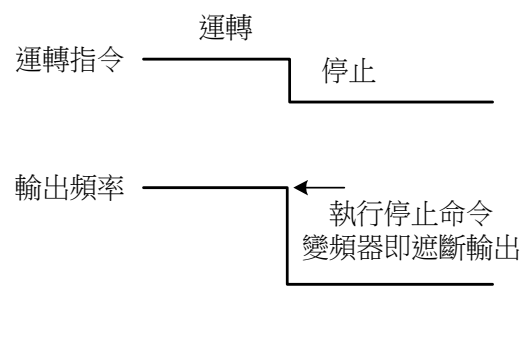 運轉
運轉指令
停止
輸出頻率
執行停止命令
變頻器即遮斷輸出